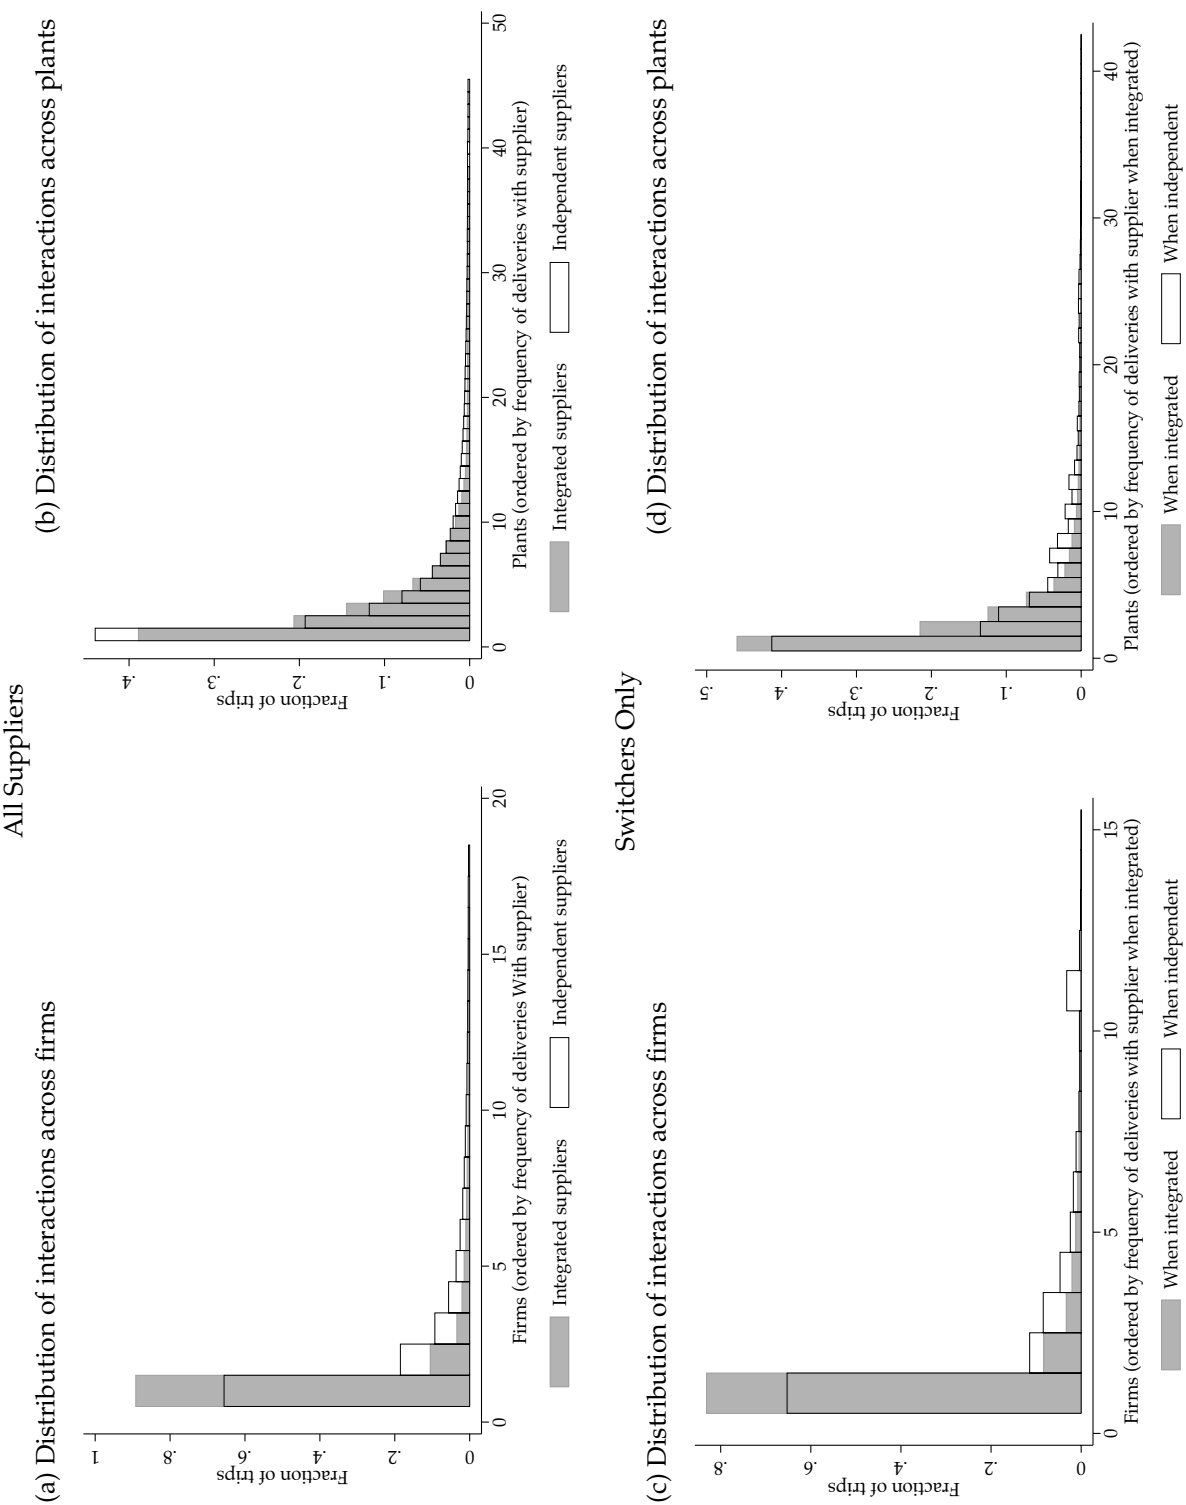 All Suppliers
(a) Distribution of interactions across firms
Fraction of trips
0 .2 .4 .6 .8 1
0 5 10 15 20
Firms (ordered by frequency of deliveries With supplier)
Integrated suppliers Independent suppliers
(b) Distribution of interactions across plants
Fraction of trips
0 .1 .2 .3 .4
0 10 20 30 40 50
Plants (ordered by frequency of deliveries with supplier)
Integrated suppliers Independent suppliers
Switchers Only
(c) Distribution of interactions across firms
Fraction of trips
0 .2 .4 .6 .8
0 5 10 15
Firms (ordered by frequency of deliveries with supplier when integrated)
When integrated When independent
(d) Distribution of interactions across plants
Fraction of trips
0 .1 .2 .3 .4 .5
0 10 20 30 40
Plants (ordered by frequency of deliveries with supplier when integrated)
When integrated When independent